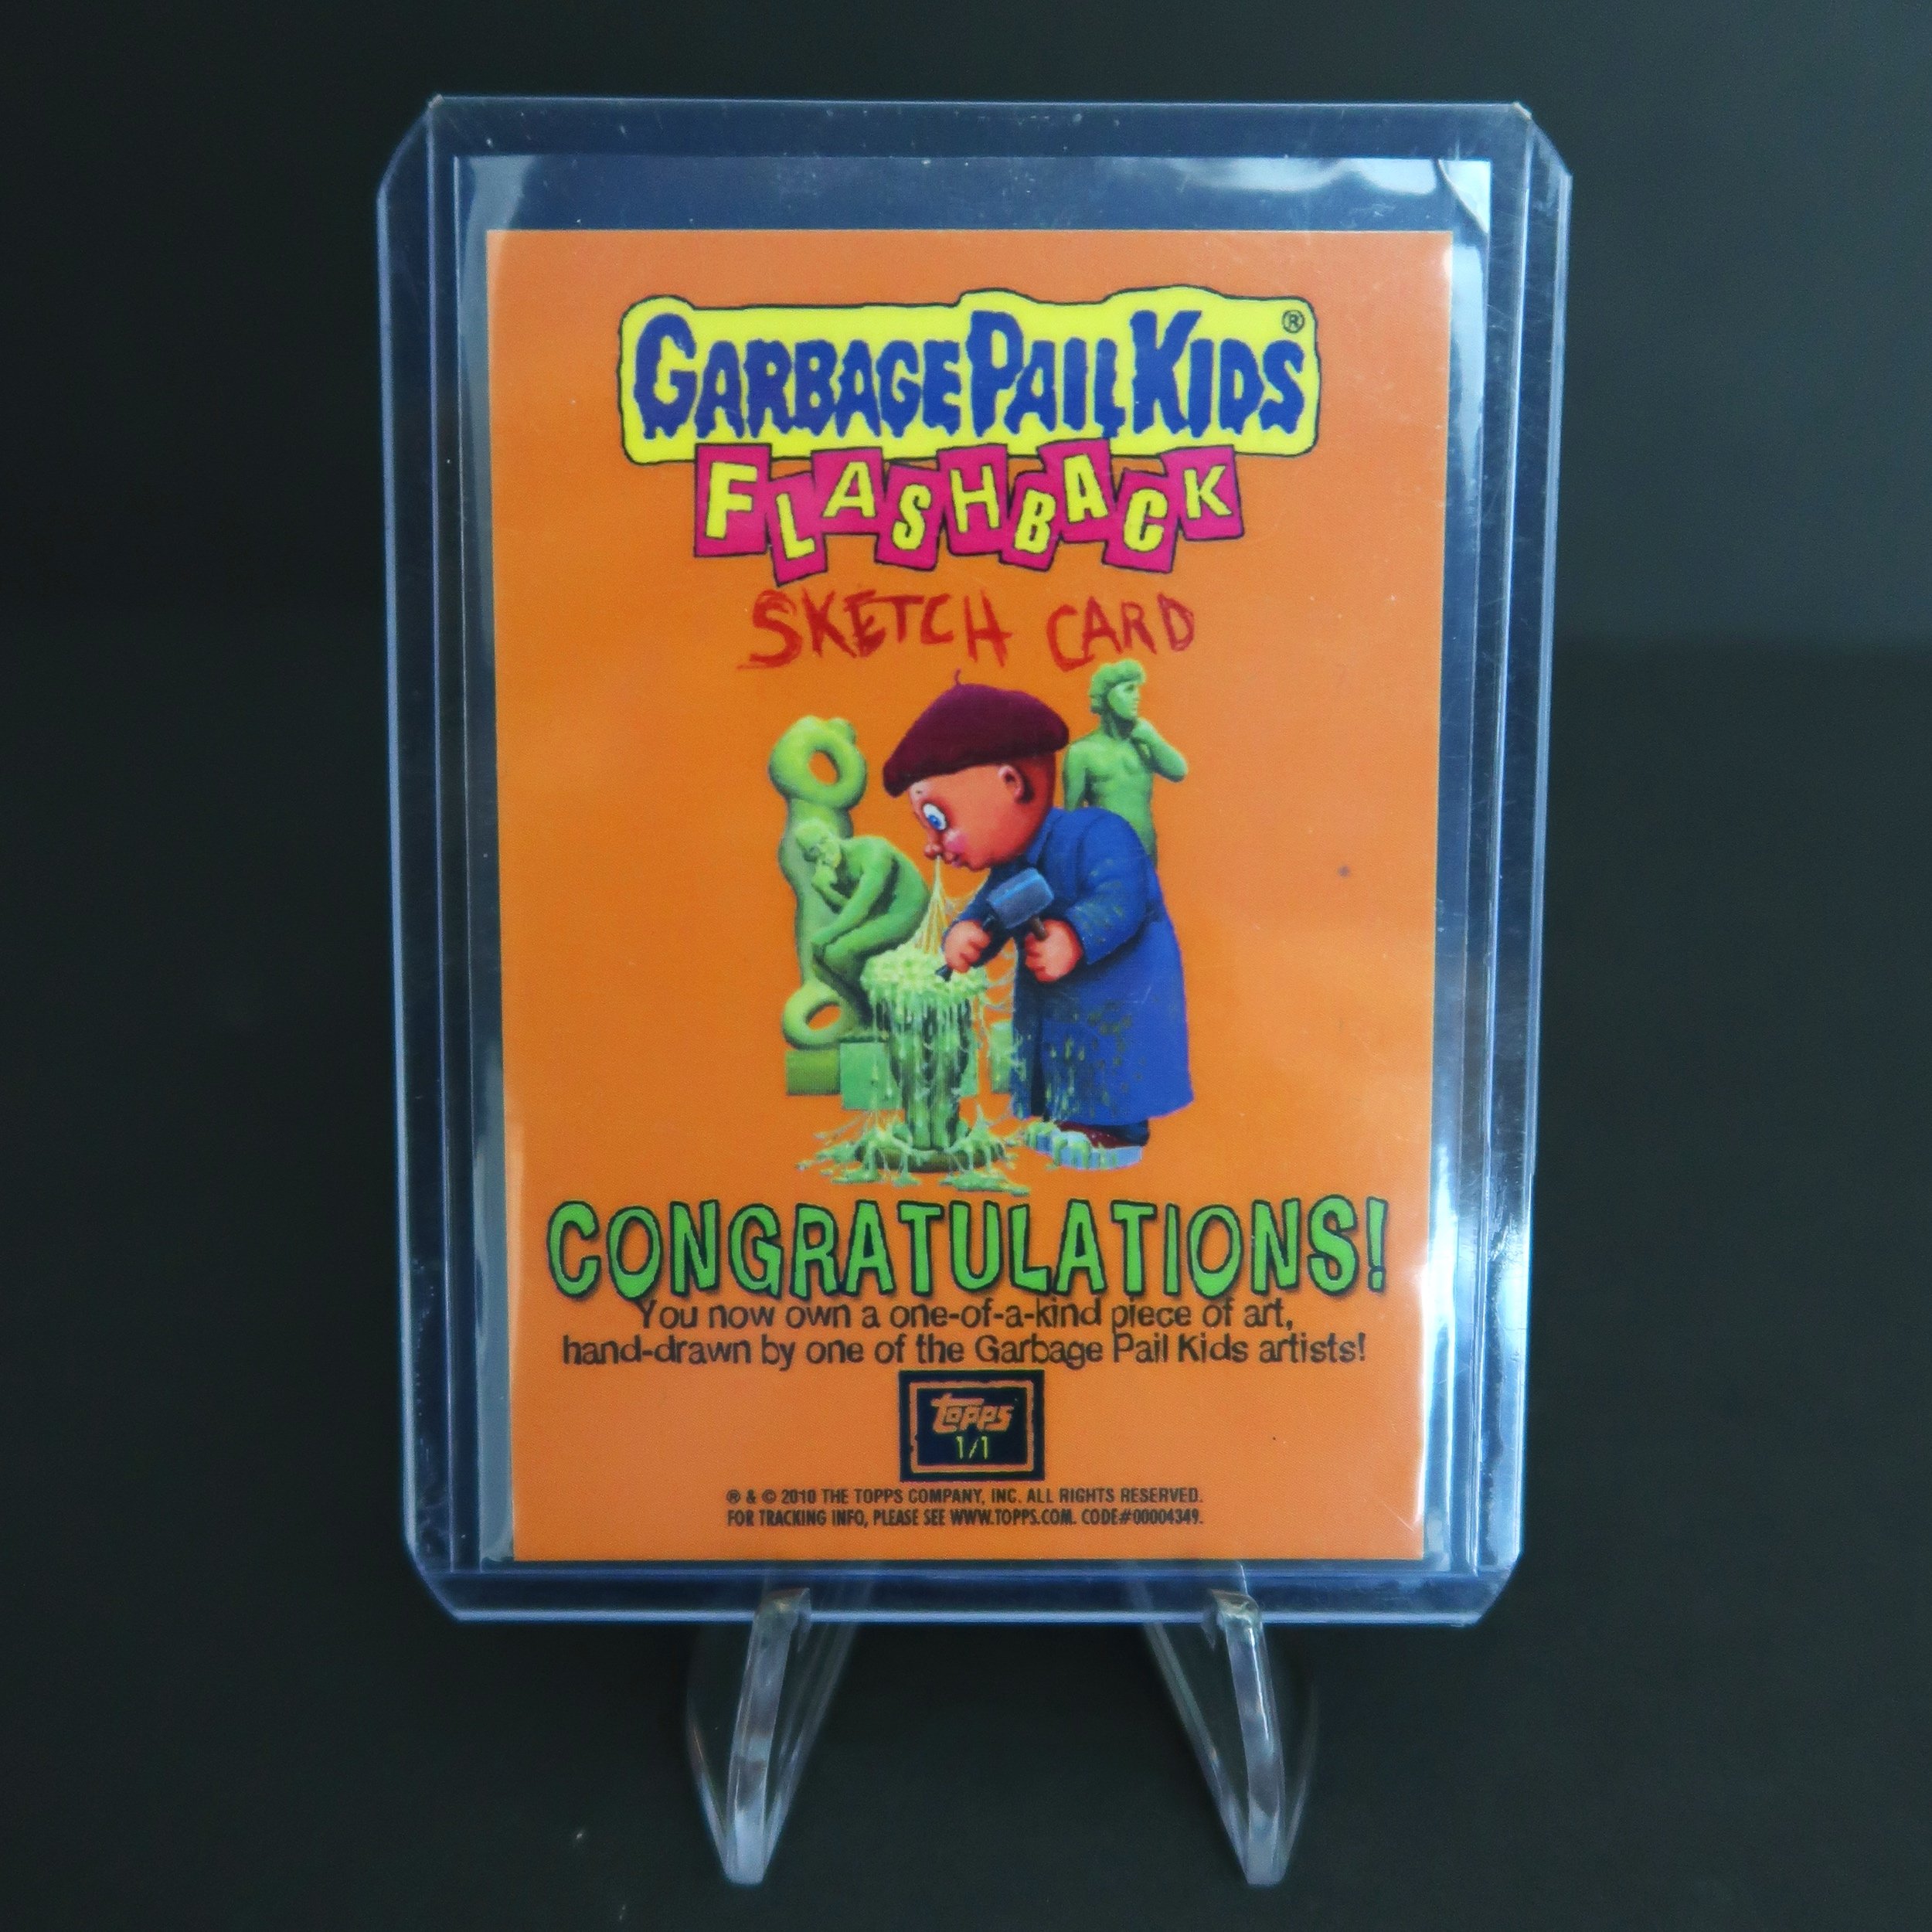 GARBAGE PAIL KIDS®
FLASHBACK
SKETCH CARD
CONGRATULATIONS!
You now own a one-of-a-kind piece of art,
hand-drawn by one of the Garbage Pail Kids artists!
TOPPS
1/1
® & © 2010 THE TOPPS COMPANY, INC. ALL RIGHTS RESERVED.
FOR TRACKING INFO, PLEASE SEE WWW.TOPPS.COM. CODE#00004349.